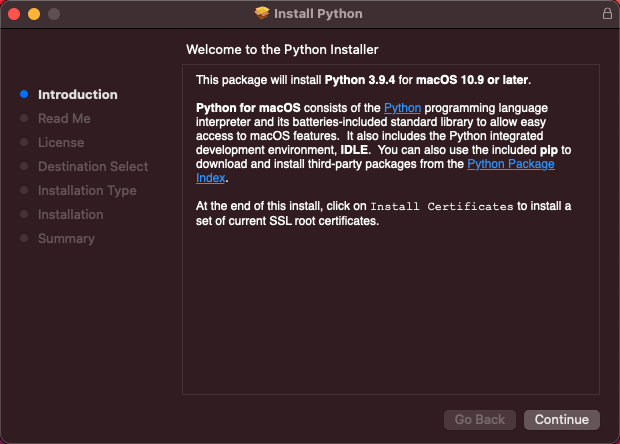 Install Python
Welcome to the Python Installer
Introduction
Read Me
License
Destination Select
Installation Type
Installation
Summary
This package will install Python 3.9.4 for macOS 10.9 or later.
Python for macOS consists of the Python programming language
interpreter and its batteries-included standard library to allow easy
access to macOS features.  It also includes the Python integrated
development environment, IDLE.  You can also use the included pip to
download and install third-party packages from the Python Package
Index.
At the end of this install, click on Install Certificates to install a
set of current SSL root certificates.
Go Back
Continue